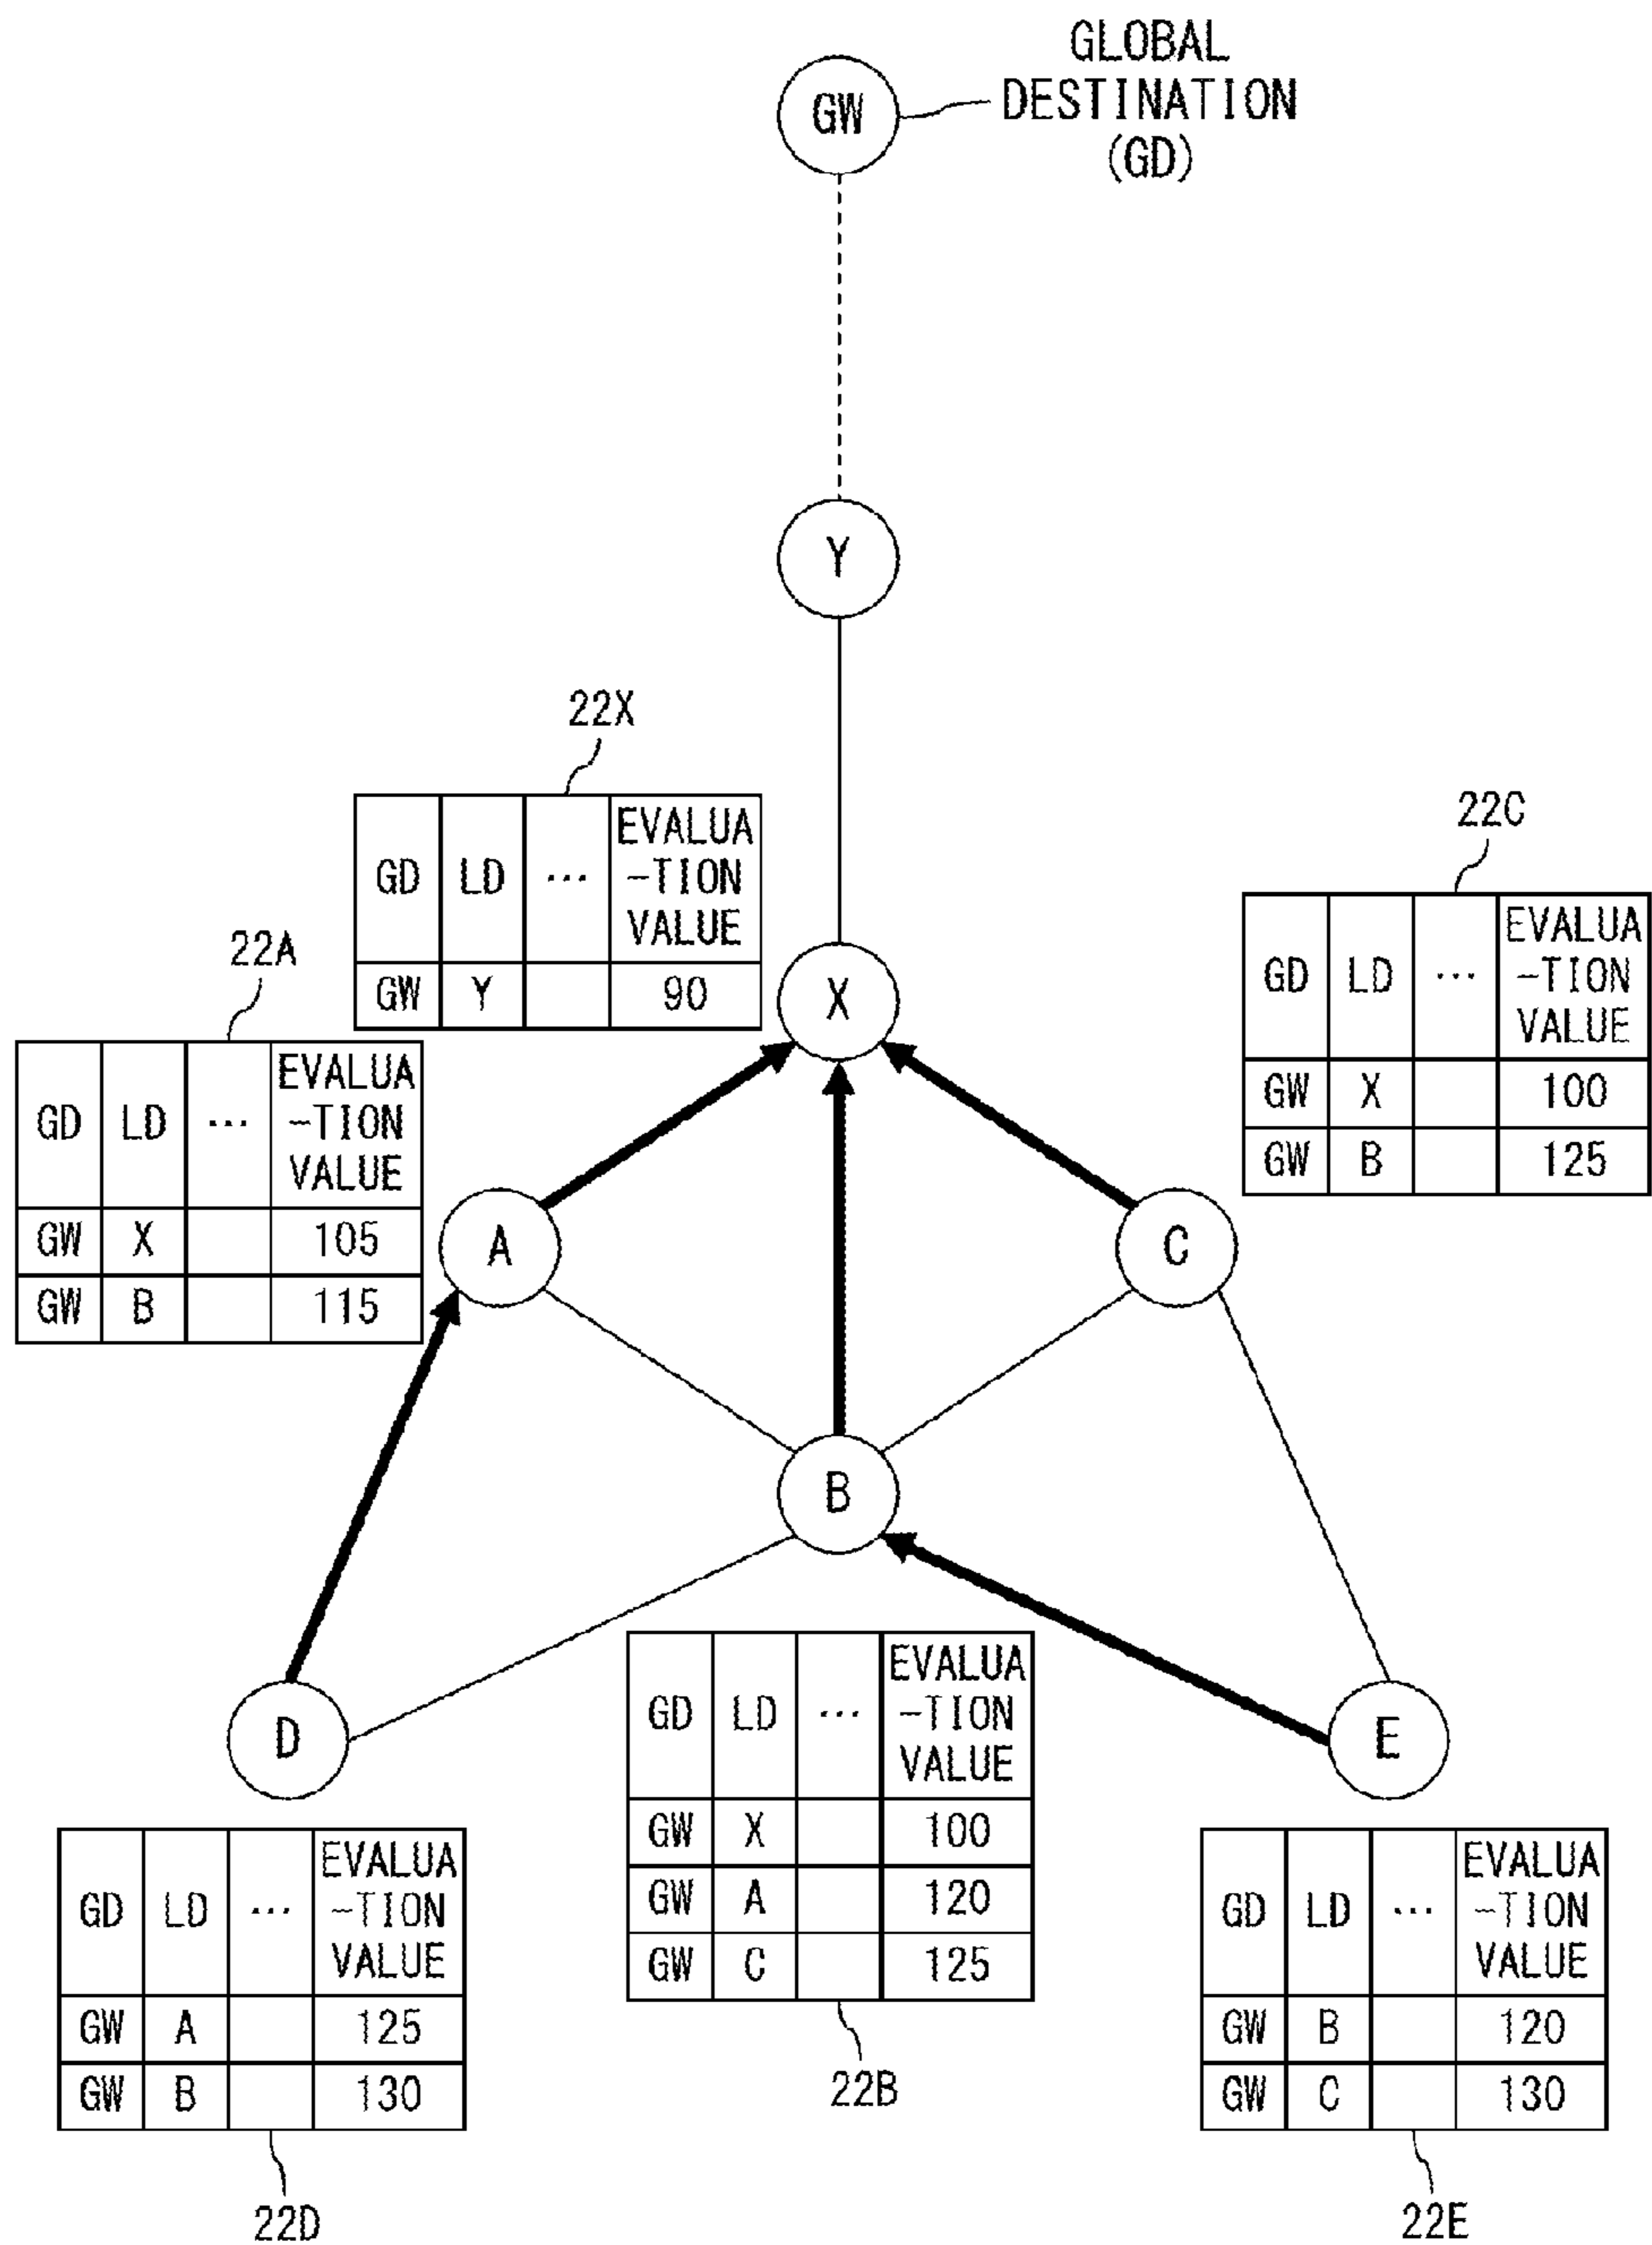 GLOBAL
GW DESTINATION
(GD)
Y
22X
GD LD ... EVALUA
-TION
VALUE
GW Y 90
22C
GD LD ... EVALUA
-TION
VALUE
GW X 100
GW B 125
22A
GD LD ... EVALUA
-TION
VALUE
GW X 105
GW B 115
X
A
C
B
D
E
GD LD ... EVALUA
-TION
VALUE
GW X 100
GW A 120
GW C 125
22B
GD LD ... EVALUA
-TION
VALUE
GW A 125
GW B 130
22D
GD LD ... EVALUA
-TION
VALUE
GW B 120
GW C 130
22E